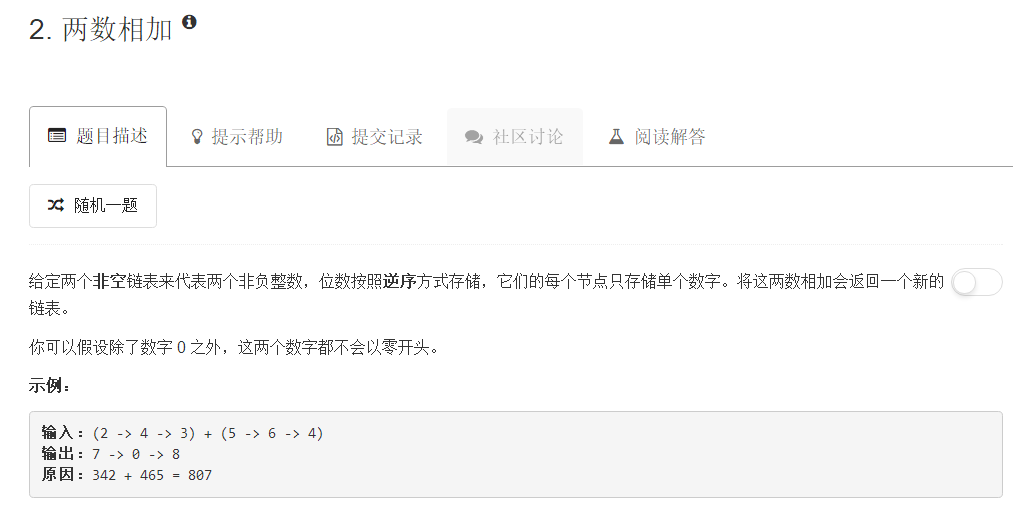 2. 两数相加
题目描述 提示帮助 提交记录 社区讨论 阅读解答
随机一题
给定两个非空链表来代表两个非负整数，位数按照逆序方式存储，它们的每个节点只存储单个数字。将这两数相加会返回一个新的
链表。
你可以假设除了数字 0 之外，这两个数字都不会以零开头。
示例：
输入：(2 -> 4 -> 3) + (5 -> 6 -> 4)
输出：7 -> 0 -> 8
原因：342 + 465 = 807